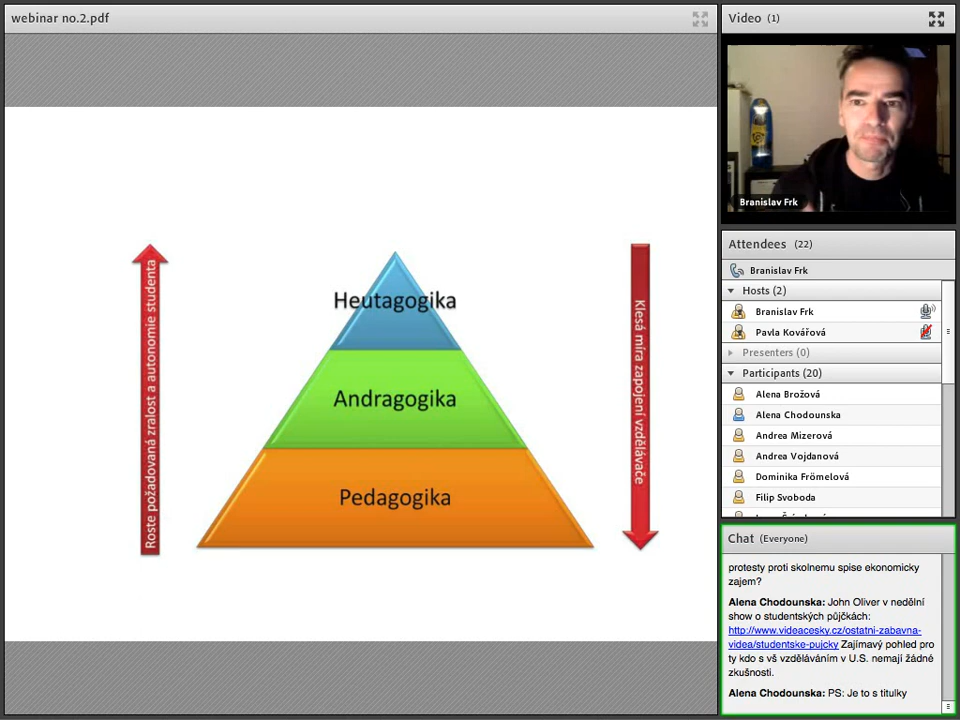 webinar no.2.pdf
Roste požadovaná zralost a autonomie studenta
Heutagogika
Andragogika
Pedagogika
Klesá míra zapojení vzdělávače
Video (1)
Branislav Frk
Attendees (22)
Branislav Frk
Hosts (2)
Branislav Frk
Pavla Kovářová
Presenters (0)
Participants (20)
Alena Brožová
Alena Chodounska
Andrea Mizerová
Andrea Vojdanová
Dominika Frömelová
Filip Svoboda
Chat (Everyone)
protesty proti skolnemu spise ekonomicky
zajem?
Alena Chodounska: John Oliver v nedělní
show o studentských půjčkách:
http://www.videacesky.cz/ostatni-zabavna-
videa/studentske-pujcky Zajímavý pohled pro
ty kdo s vš vzděláváním v U.S. nemají žádné
zkušnosti.
Alena Chodounska: PS: Je to s titulky